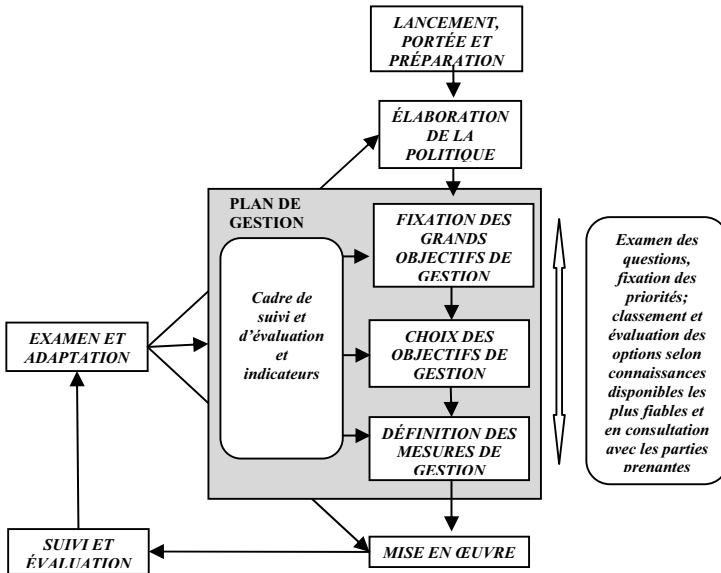 LANCEMENT,
PORTÉE ET
PRÉPARATION
ÉLABORATION
DE LA
POLITIQUE
PLAN DE
GESTION
FIXATION DES
GRANDS
OBJECTIFS DE
GESTION
Cadre de
suivi et
d’évaluation
et
indicateurs
CHOIX DES
OBJECTIFS DE
GESTION
DÉFINITION DES
MESURES DE
GESTION
Examen des
questions,
fixation des
priorités;
classement et
évaluation des
options selon
connaissances
disponibles les
plus fiables et
en consultation
avec les parties
prenantes
EXAMEN ET
ADAPTATION
SUIVI ET
ÉVALUATION
MISE EN ŒUVRE